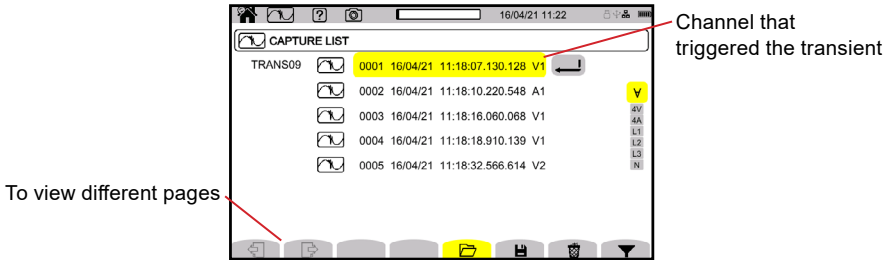 16/04/21 11:22
Channel that
triggered the transient
CAPTURE LIST
TRANS09 0001 16/04/21 11:18:07.130.128 V1
0002 16/04/21 11:18:10.220.548 A1
0003 16/04/21 11:18:16.060.068 V1
0004 16/04/21 11:18:18.910.139 V1
0005 16/04/21 11:18:32.566.614 V2
∀
4V
4A
L1
L2
L3
N
To view different pages